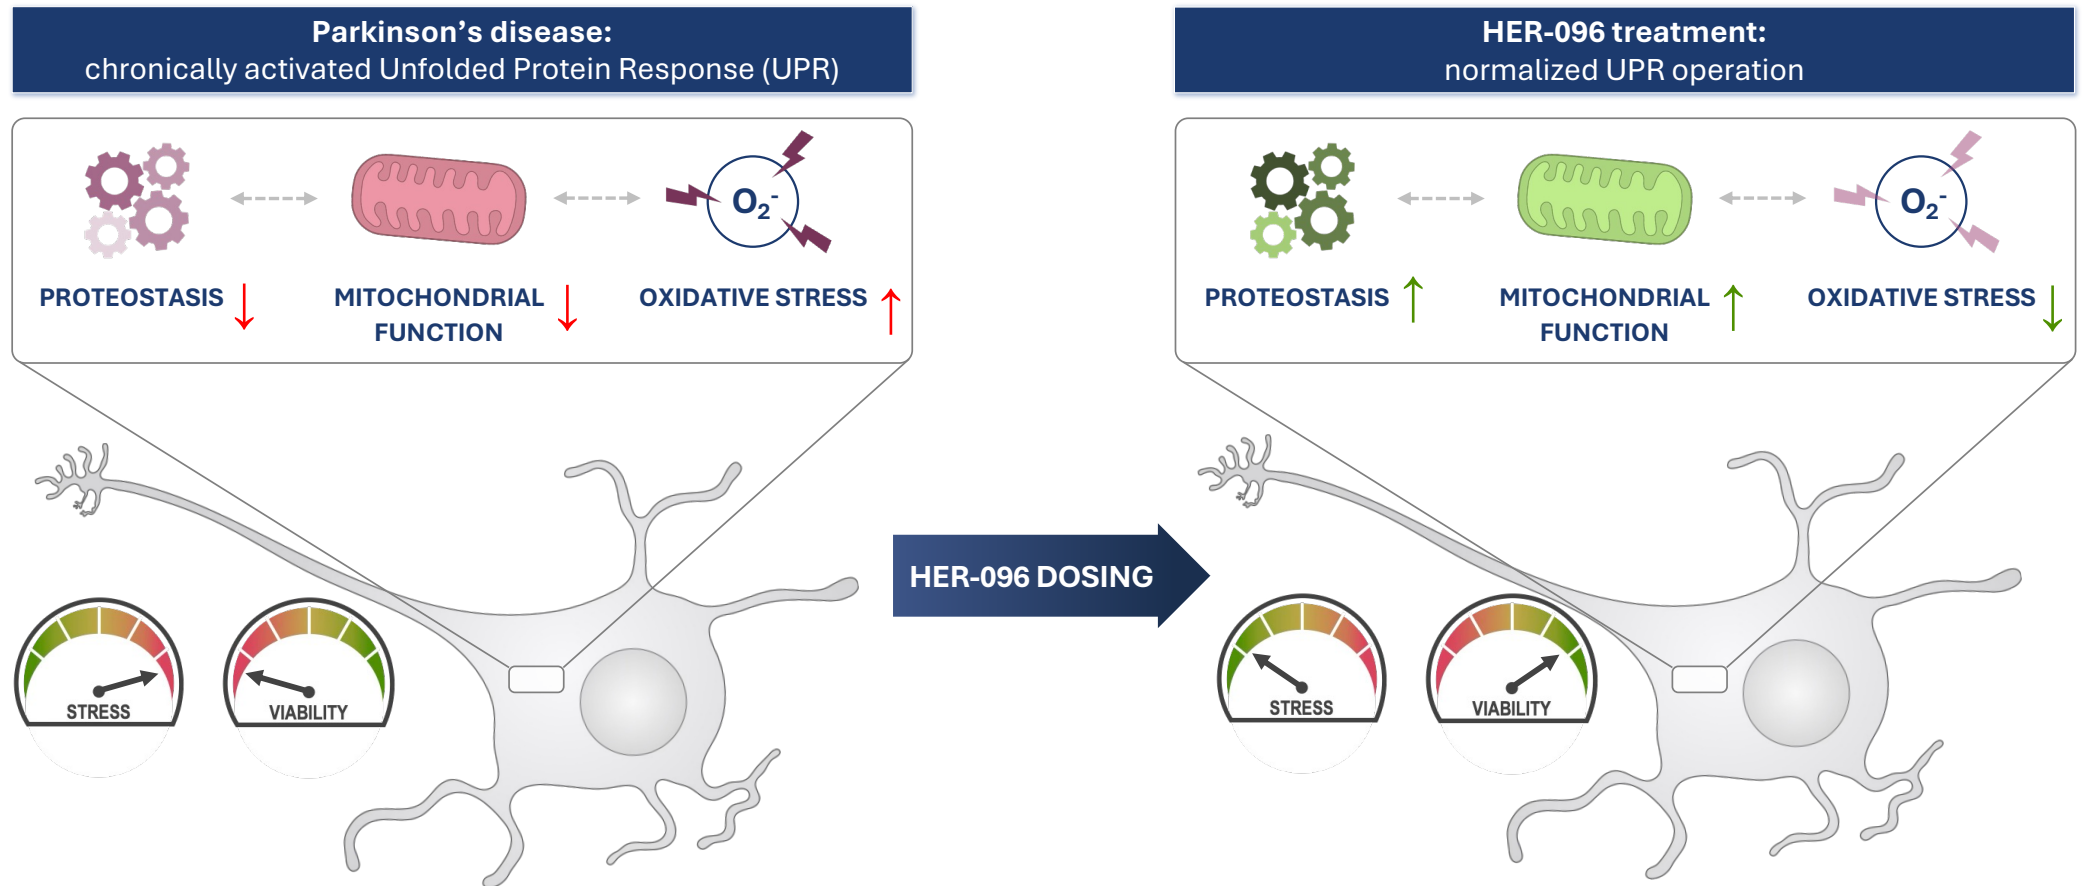 Parkinson's disease:
chronically activated Unfolded Protein Response (UPR)
O₂⁻
PROTEOSTASIS ↓
MITOCHONDRIAL ↓
FUNCTION
OXIDATIVE STRESS ↑
STRESS
VIABILITY
HER-096 DOSING
HER-096 treatment:
normalized UPR operation
O₂⁻
PROTEOSTASIS ↑
MITOCHONDRIAL ↑
FUNCTION
OXIDATIVE STRESS ↓
STRESS
VIABILITY